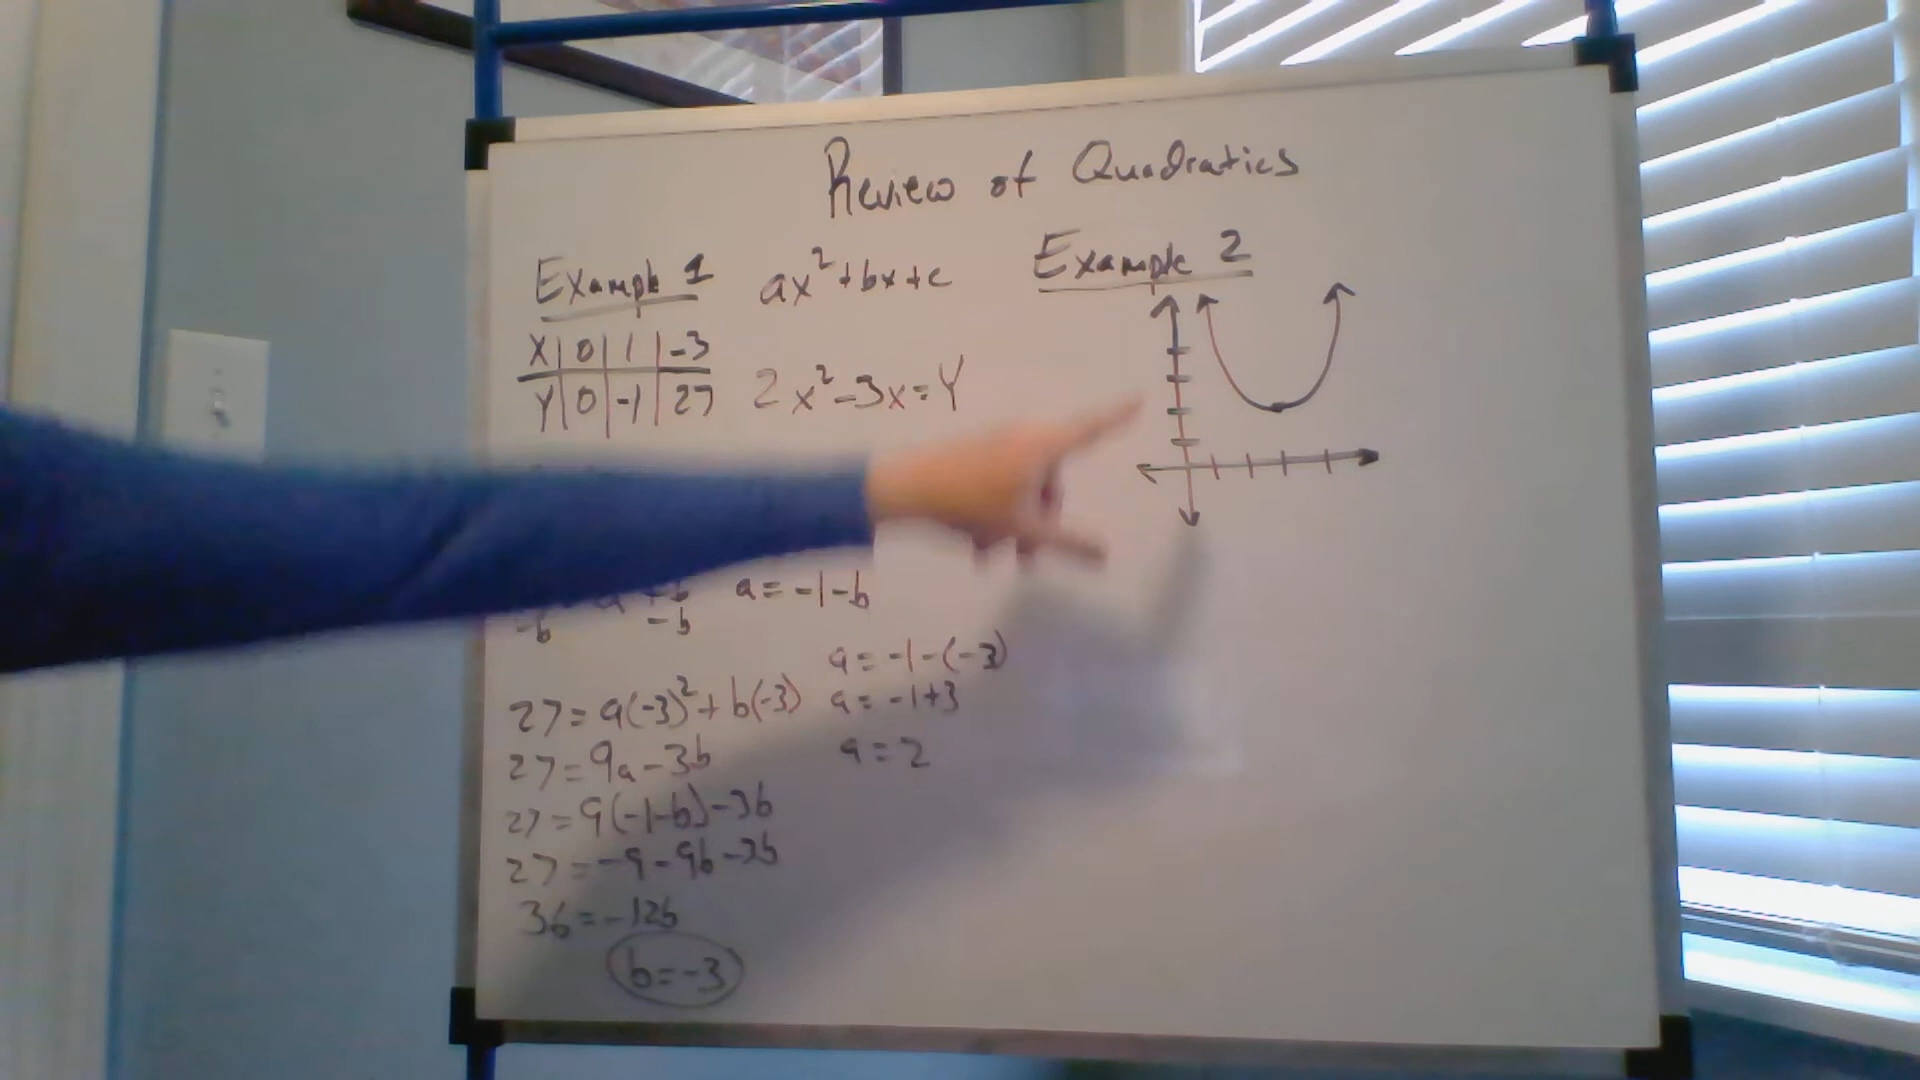 Review of Quadratics
Example 1
ax²+bx+c
X | 0 | 1 | -3
Y | 0 | -1 | 27
2x²-3x=Y
-b -b
a = -1-b
27=a(-3)²+b(-3)
27=9a-3b
27=9(-1-b)-3b
27=-9-9b-3b
36=-12b
b=-3
a=-1-(-3)
a=-1+3
a=2
Example 2